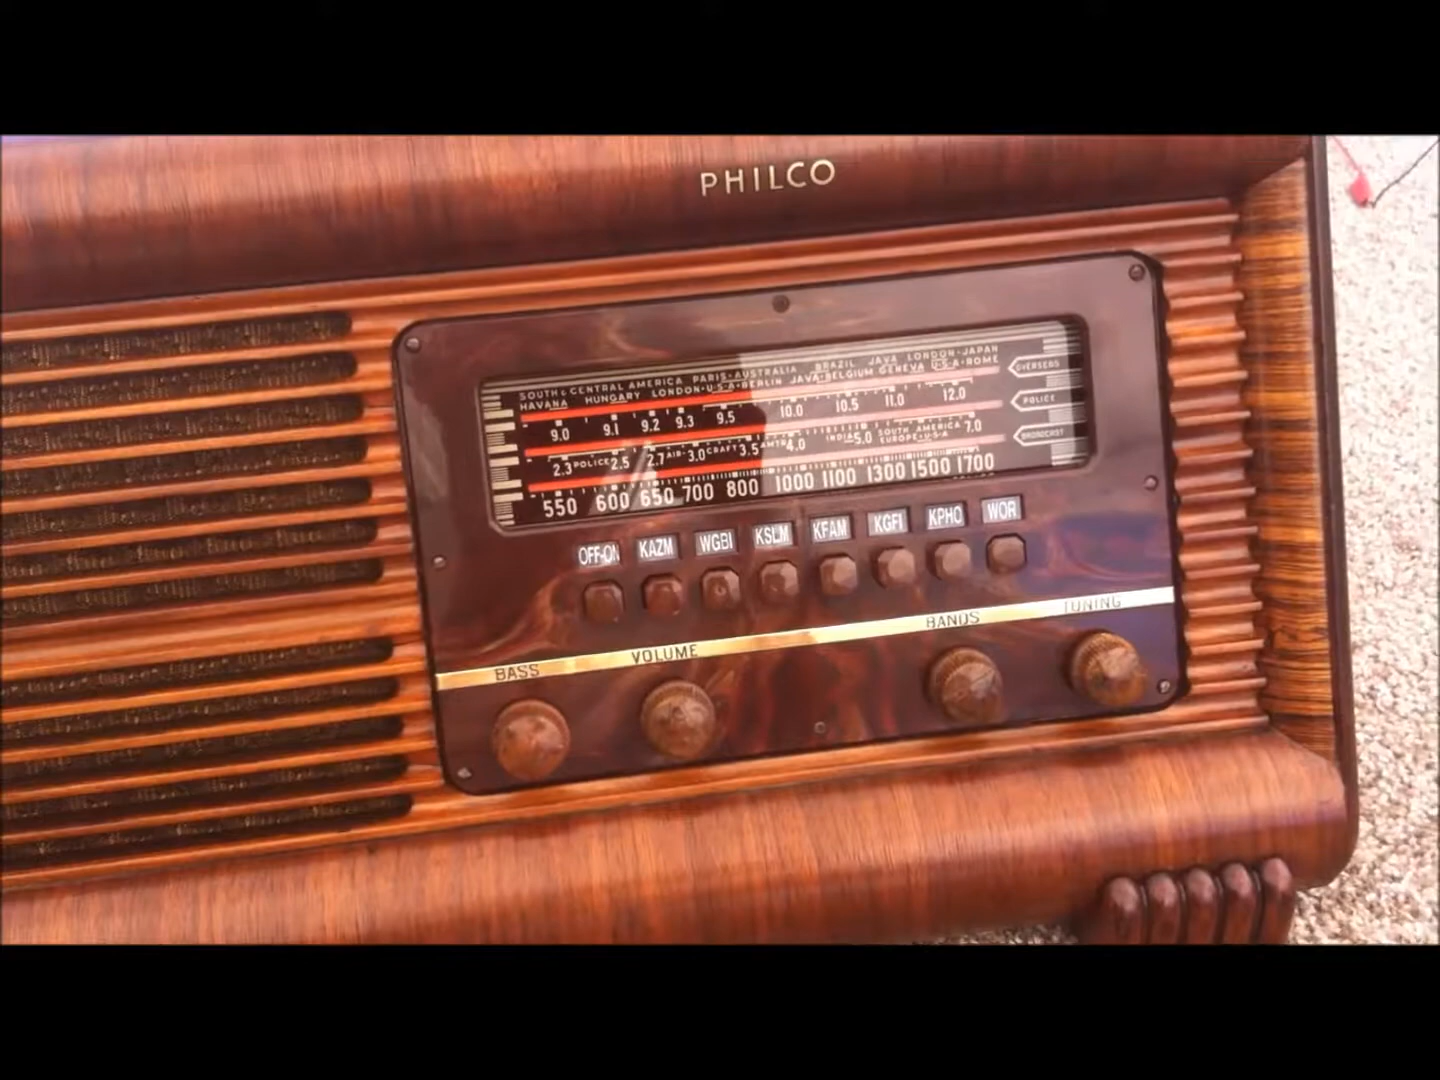 PHILCO
SOUTH & CENTRAL AMERICA PARIS·AUSTRALIA BRAZIL JAVA LONDON·JAPAN
HAVANA HUNGARY LONDON·U·S·A·BERLIN JAVA·BELGIUM GENEVA U·S·A·ROME
OVERSEAS
9.0 9.1 9.2 9.3 9.5 10.0 10.5 11.0 12.0
POLICE
2.3 POLICE 2.5 2.7 AIR- 3.0 CRAFT 3.5 AMTR 4.0 INDIA 5.0 SOUTH AMERICA EUROPE·U·S·A 7.0
BROADCAST
550 600 650 700 800 1000 1100 1300 1500 1700
OFF-ON KAZM WGBI KSLM KFAM KGFI KPHO WOR
BASS VOLUME BANDS TUNING